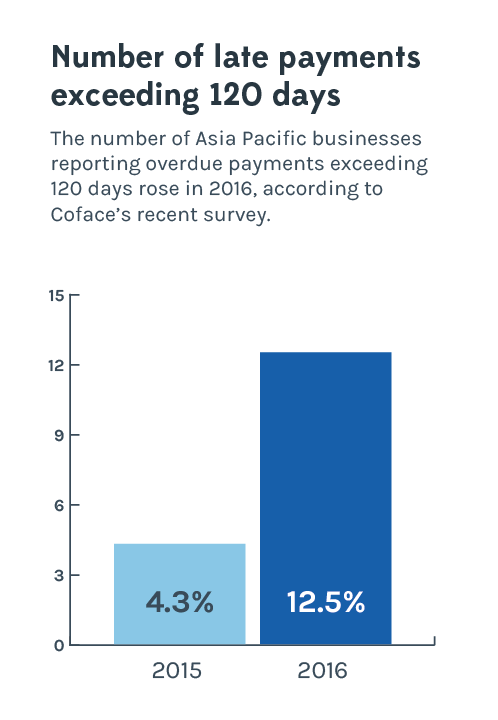 Number of late payments
exceeding 120 days
The number of Asia Pacific businesses
reporting overdue payments exceeding
120 days rose in 2016, according to
Coface’s recent survey.
15
12
9
6
3
0
4.3%
12.5%
2015
2016